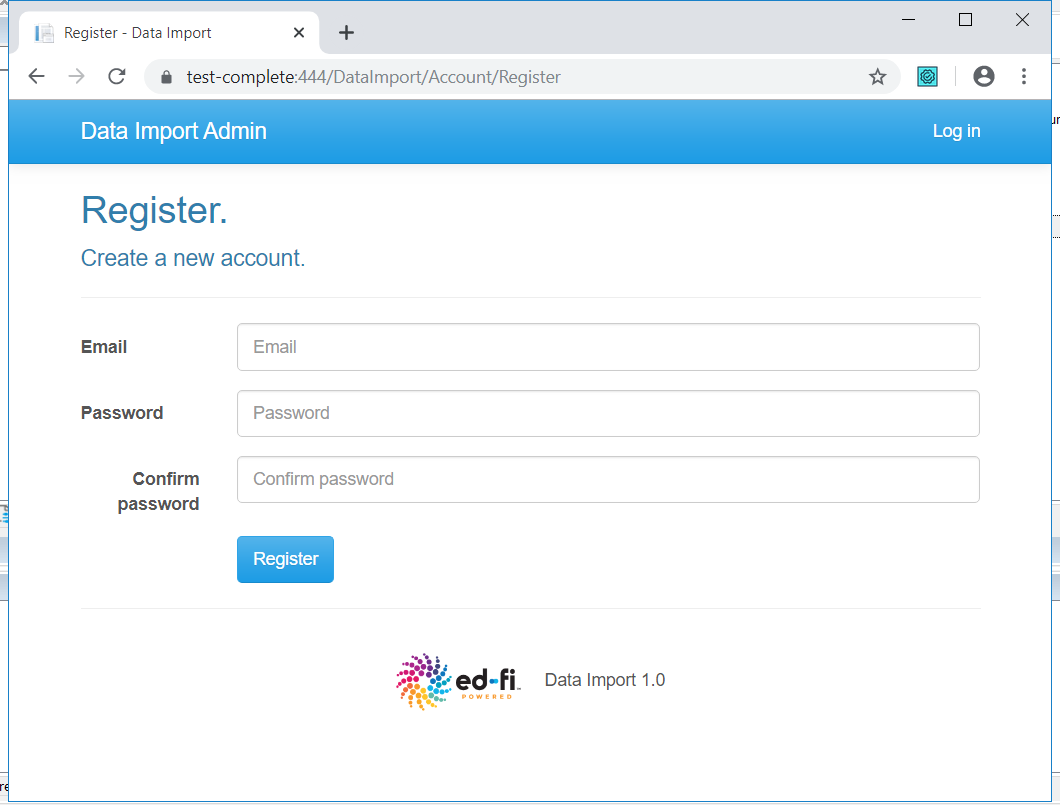 Register - Data Import
test-complete:444/DataImport/Account/Register
Data Import Admin
Log in
Register.
Create a new account.
Email
Email
Password
Password
Confirm
password
Confirm password
Register
ed-fi™
POWERED
Data Import 1.0